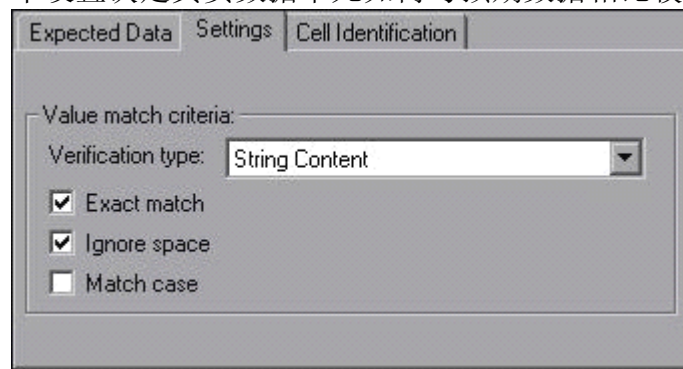 Expected Data Settings Cell Identification
Value match criteria:
Verification type: String Content
Exact match
Ignore space
Match case